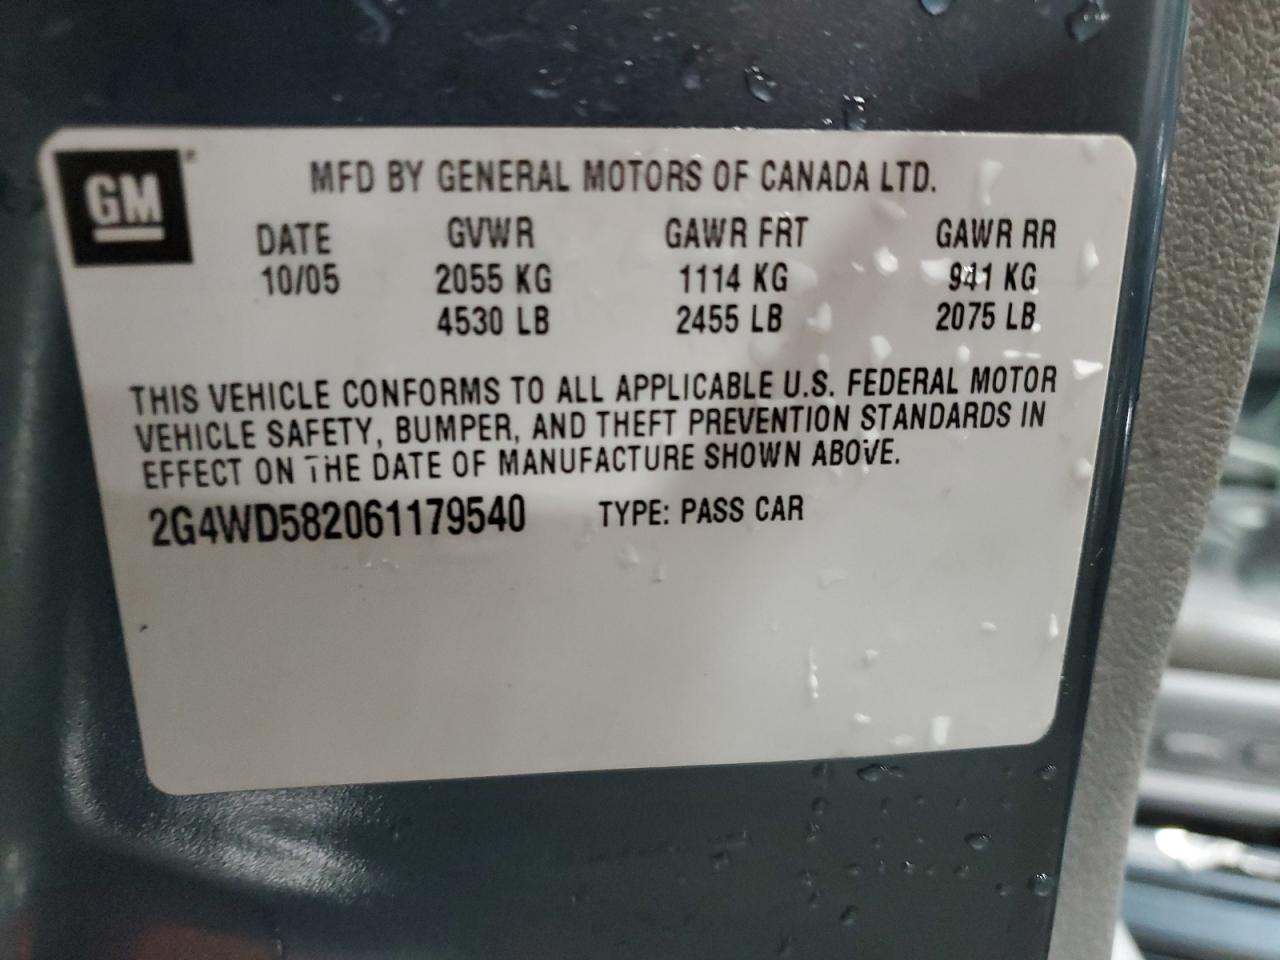 GM
MFD BY GENERAL MOTORS OF CANADA LTD.
DATE GVWR GAWR FRT GAWR RR
10/05 2055 KG 1114 KG 941 KG
4530 LB 2455 LB 2075 LB
THIS VEHICLE CONFORMS TO ALL APPLICABLE U.S. FEDERAL MOTOR
VEHICLE SAFETY, BUMPER, AND THEFT PREVENTION STANDARDS IN
EFFECT ON THE DATE OF MANUFACTURE SHOWN ABOVE.
2G4WD582061179540 TYPE: PASS CAR